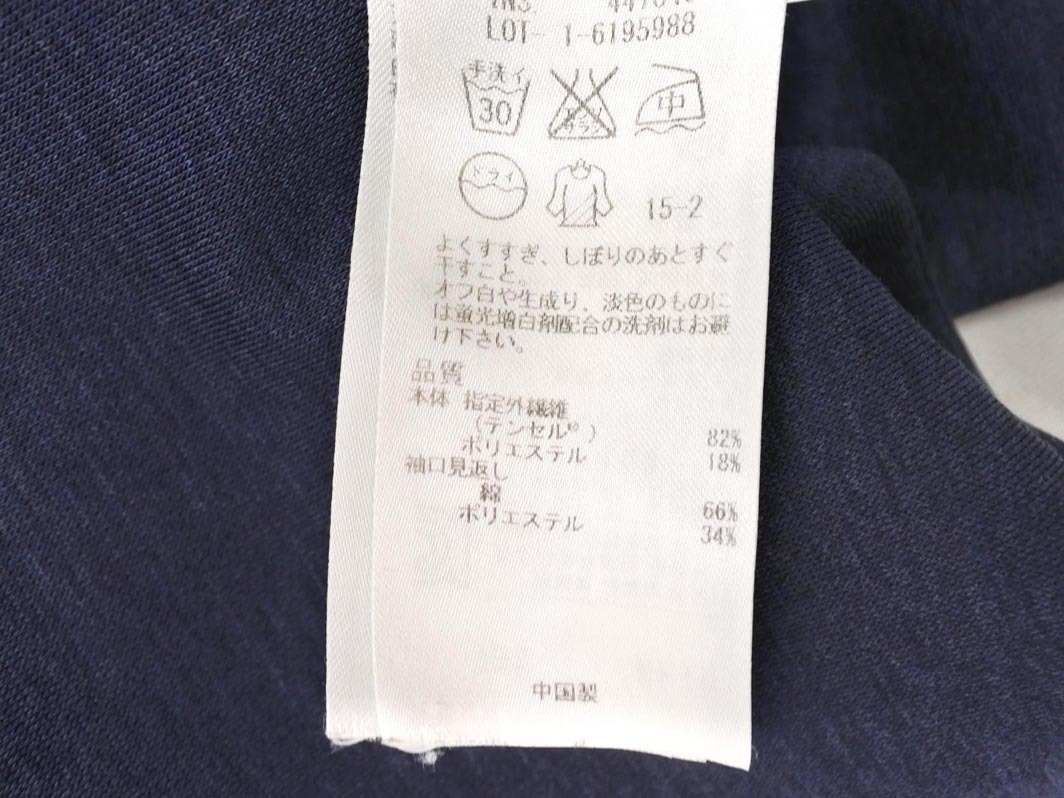 LOT- 1-6195988
手洗イ
30
中
ドライ
15-2
よくすすぎ、しぼりのあとすぐ
干すこと。
オフ白や生成り、淡色のものに
は蛍光増白剤配合の洗剤はお避
け下さい。
品質
本体 指定外繊維
(テンセル )
82%
ポリエステル 18%
袖口見返し
綿 66%
ポリエステル 34%
中国製